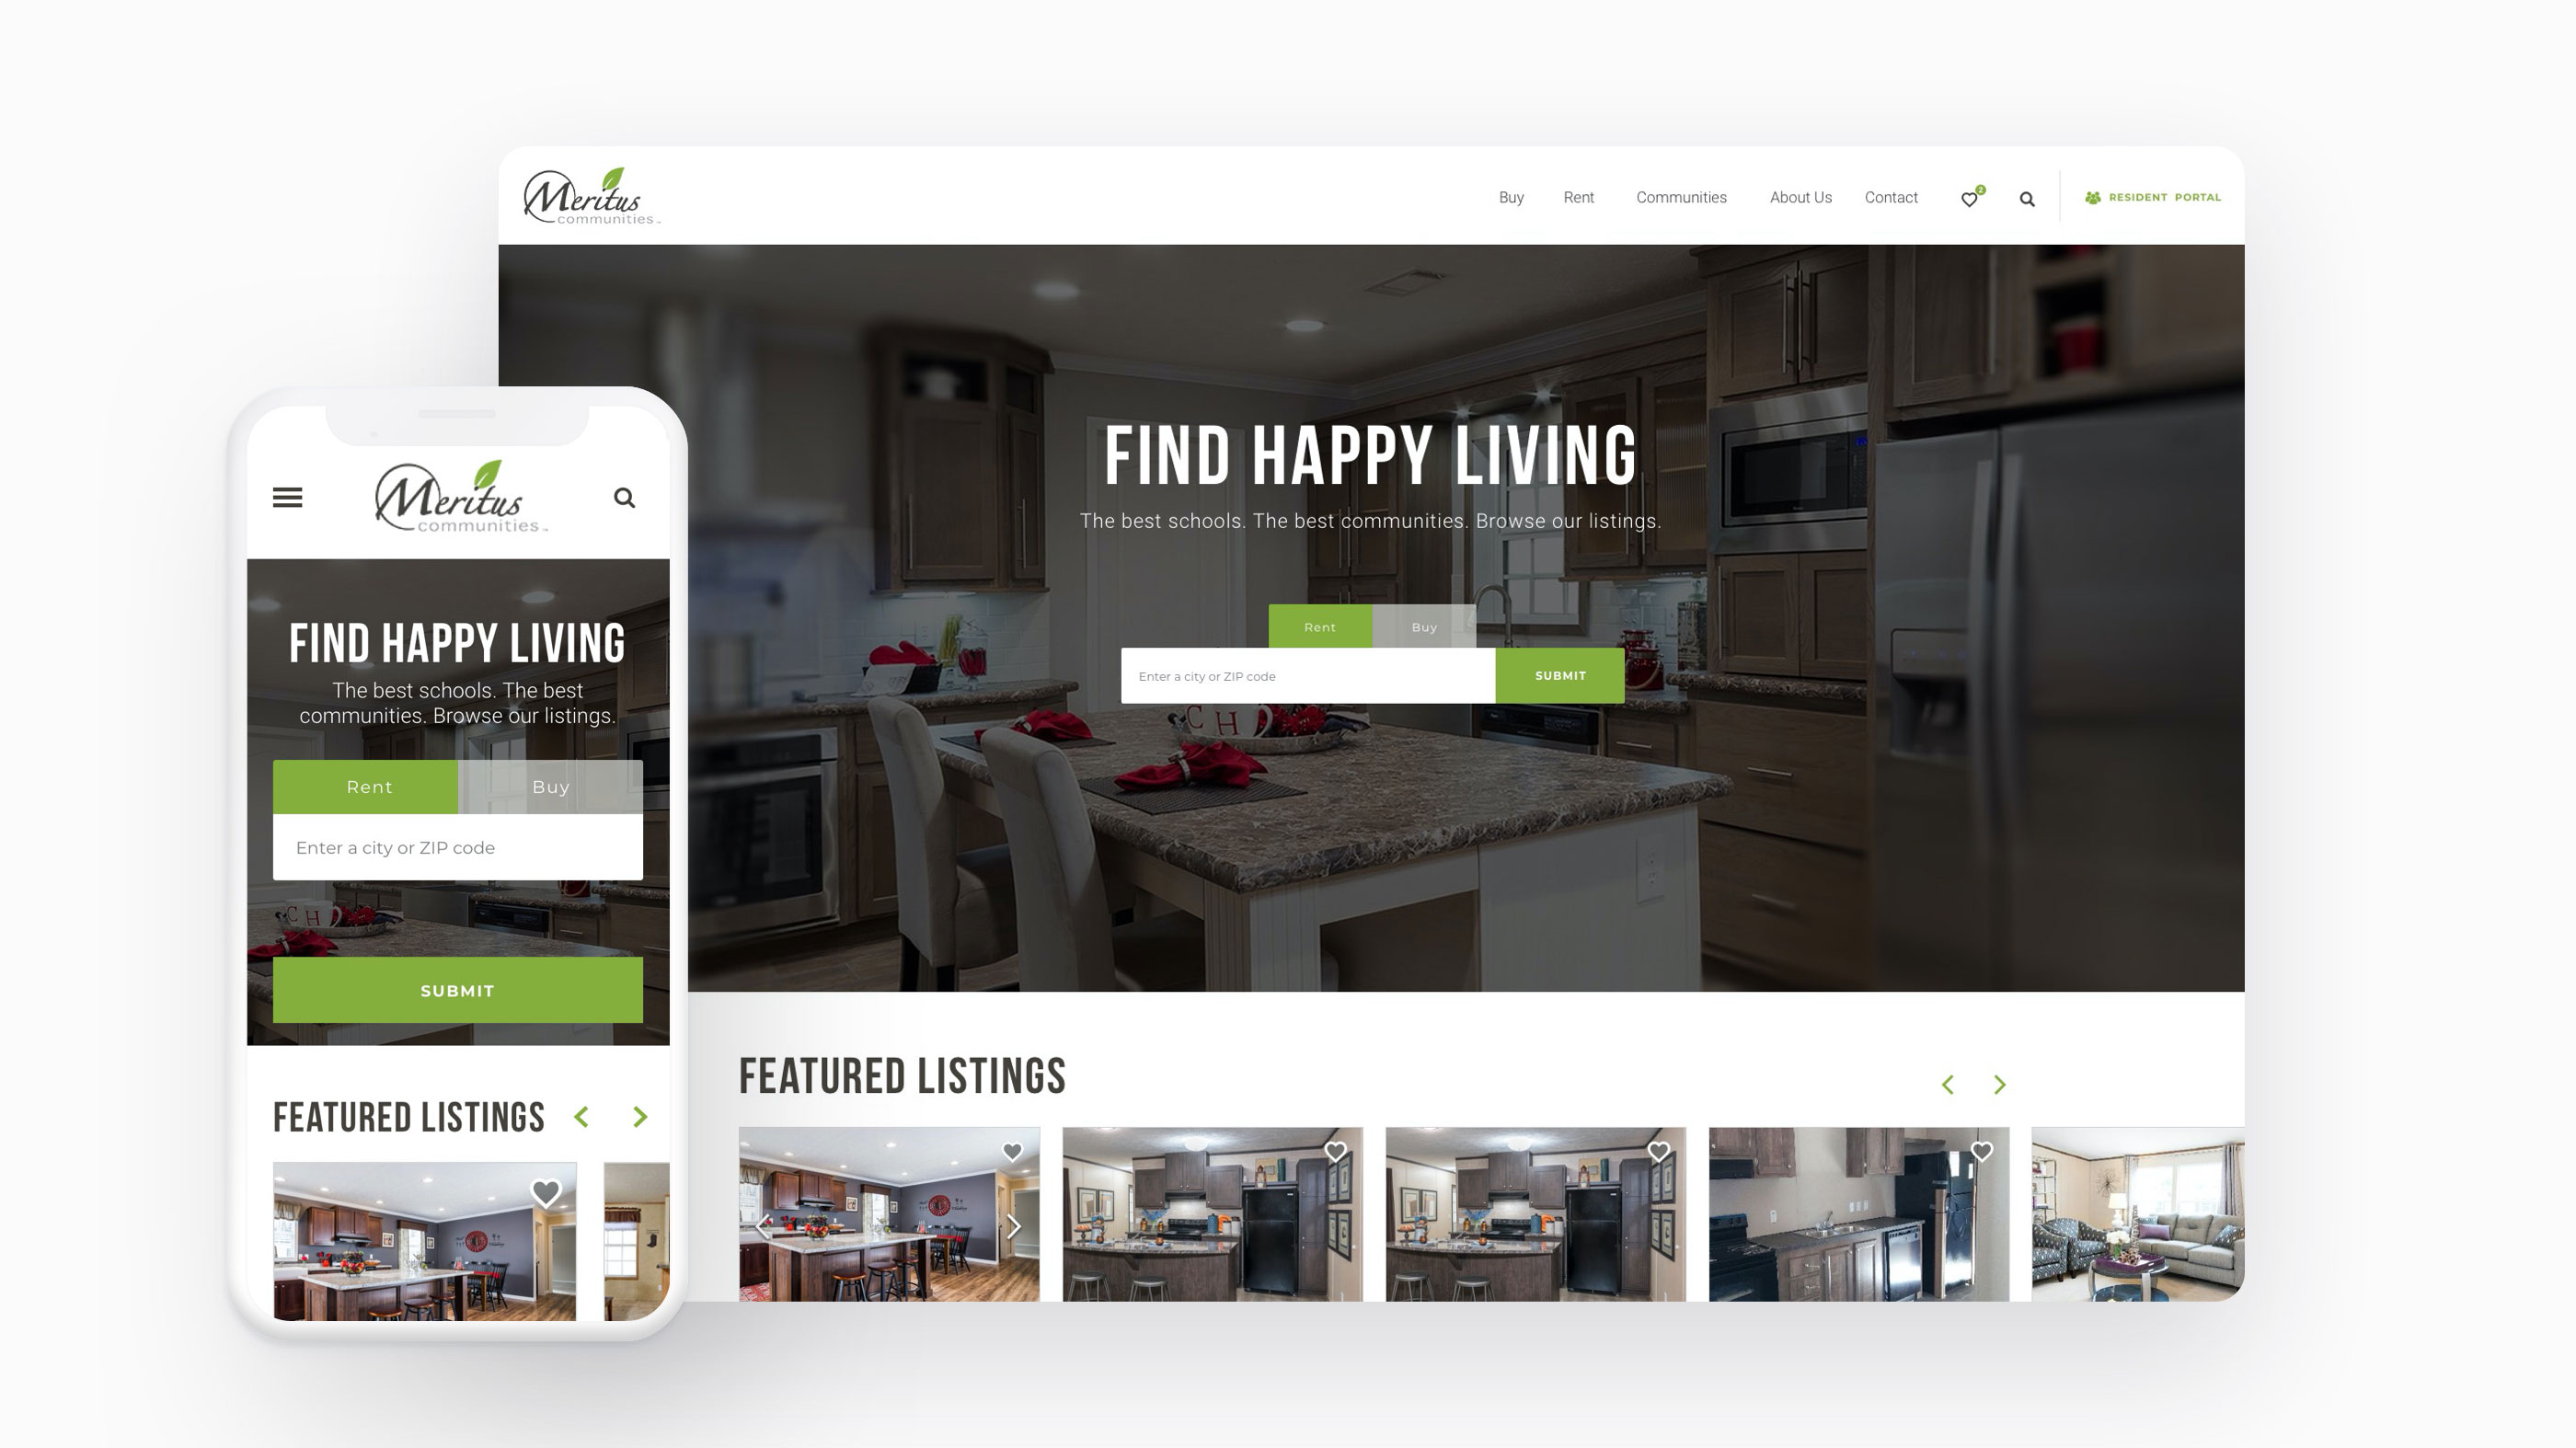 Meritus
communities
Buy
Rent
Communities
About Us
Contact
2
RESIDENT PORTAL
FIND HAPPY LIVING
The best schools. The best communities. Browse our listings.
Rent
Buy
Enter a city or ZIP code
SUBMIT
C H
FEATURED LISTINGS
Meritus
communities
FIND HAPPY LIVING
The best schools. The best
communities. Browse our listings.
Rent
Buy
Enter a city or ZIP code
C H
SUBMIT
FEATURED LISTINGS